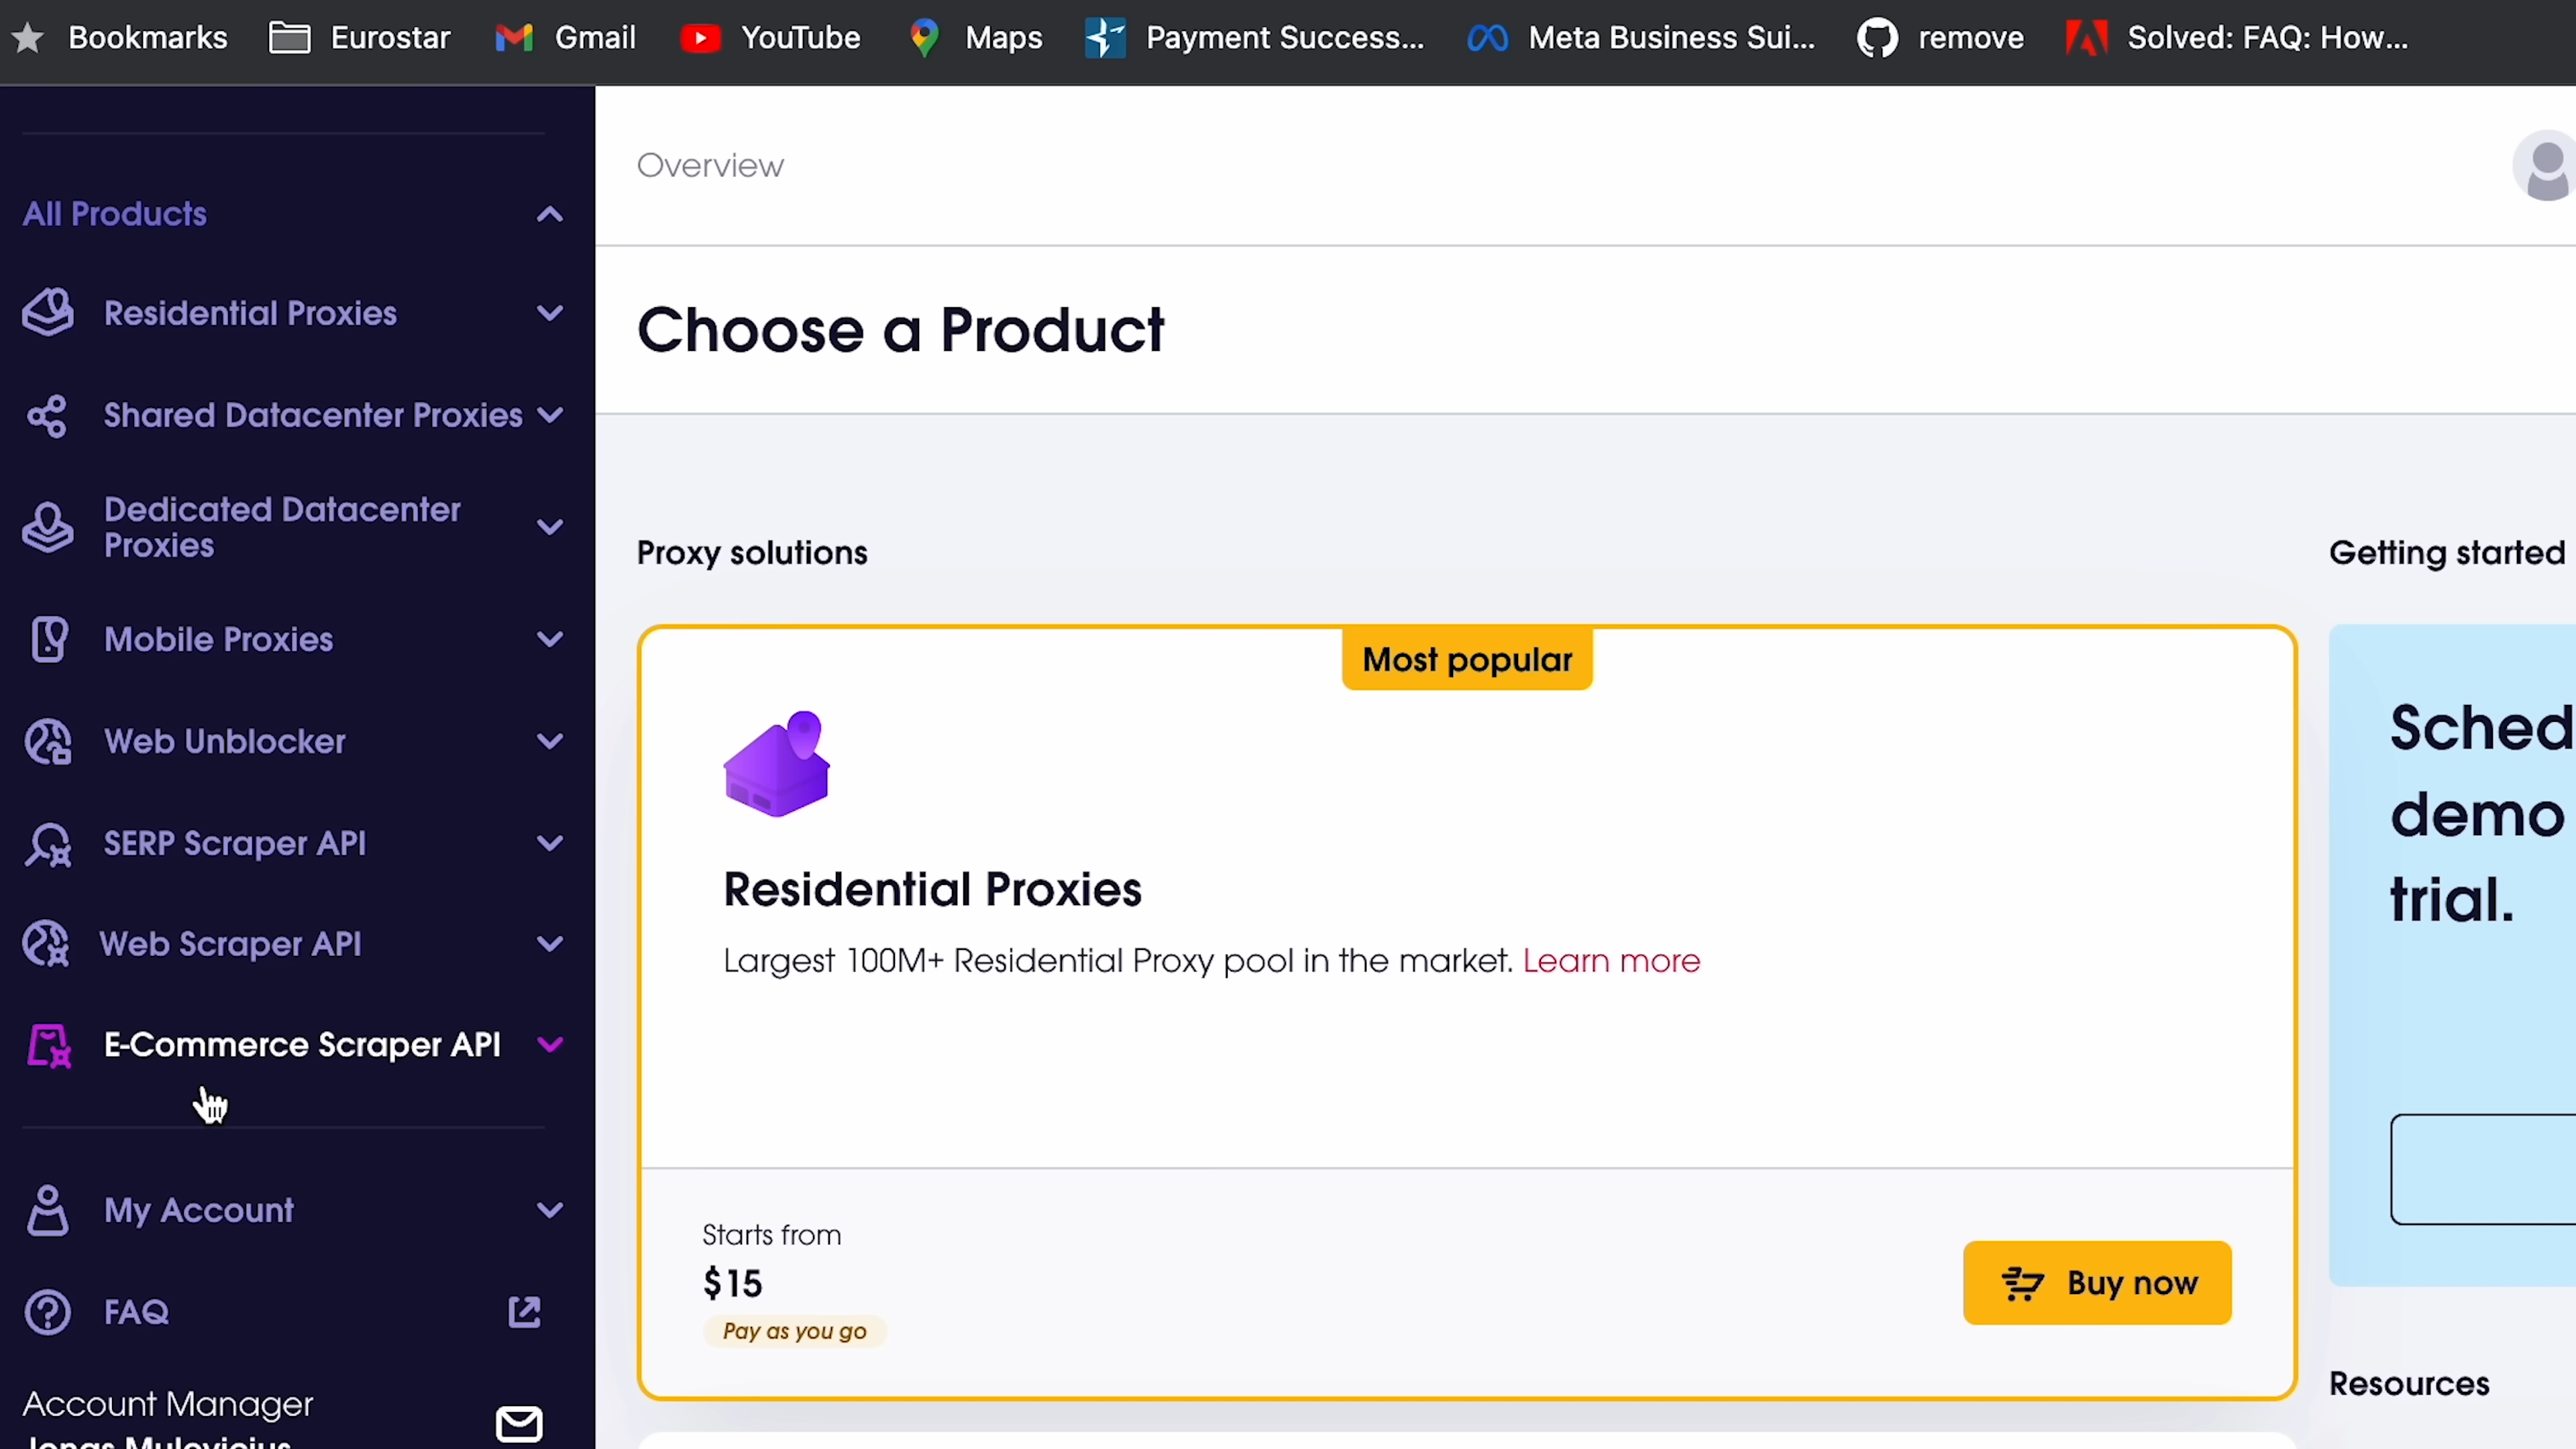 Bookmarks
Eurostar
Gmail
YouTube
Maps
Payment Success...
Meta Business Sui...
remove
Solved: FAQ: How...
All Products
Residential Proxies
Shared Datacenter Proxies
Dedicated Datacenter
Proxies
Mobile Proxies
Web Unblocker
SERP Scraper API
Web Scraper API
E-Commerce Scraper API
My Account
FAQ
Account Manager
Overview
Choose a Product
Proxy solutions
Most popular
Residential Proxies
Largest 100M+ Residential Proxy pool in the market. Learn more
Starts from
$15
Pay as you go
Buy now
Getting started
Sched
demo
trial.
Resources